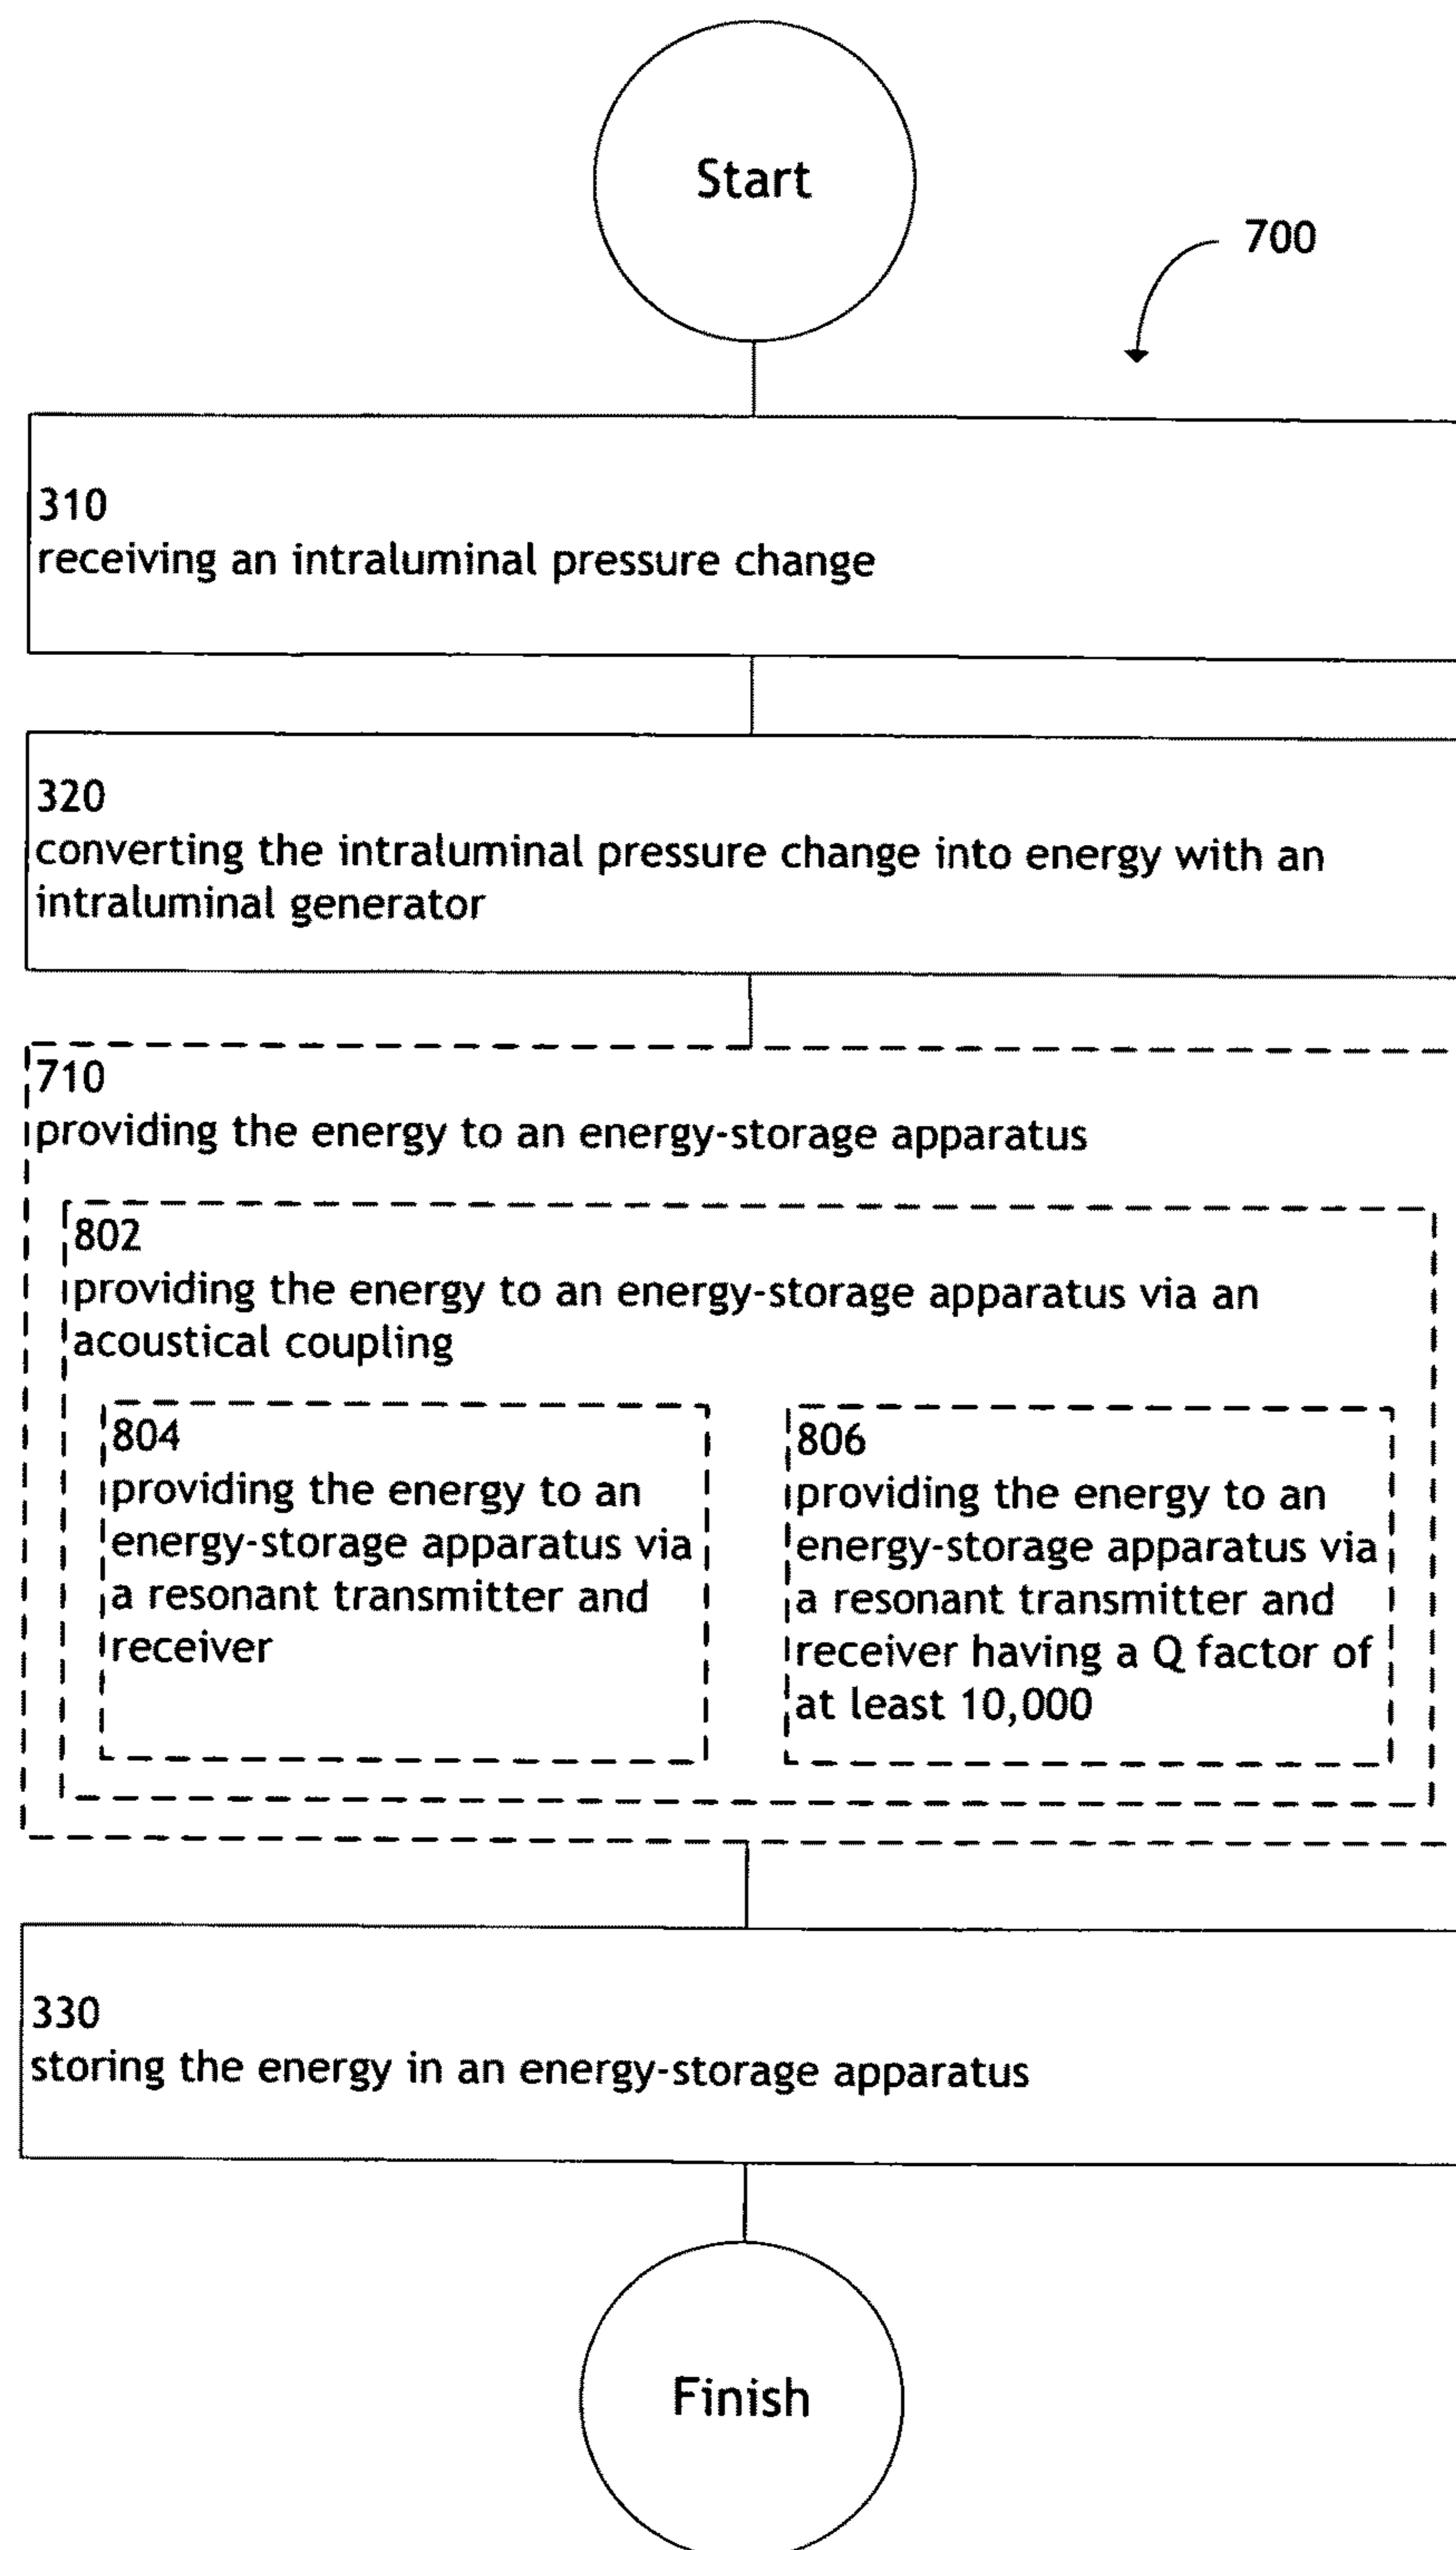 Start
700
310
receiving an intraluminal pressure change
320
converting the intraluminal pressure change into energy with an
intraluminal generator
710
providing the energy to an energy-storage apparatus
802
providing the energy to an energy-storage apparatus via an
acoustical coupling
804
providing the energy to an
energy-storage apparatus via
a resonant transmitter and
receiver
806
providing the energy to an
energy-storage apparatus via
a resonant transmitter and
receiver having a Q factor of
at least 10,000
330
storing the energy in an energy-storage apparatus
Finish